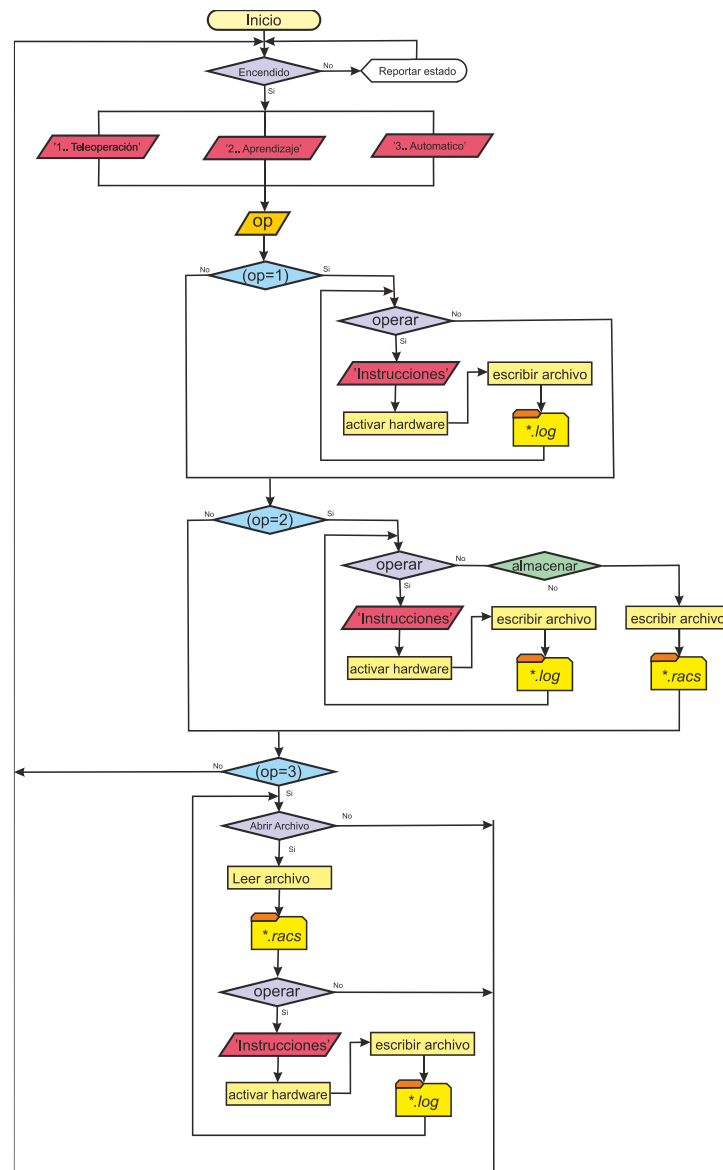 Inicio
Encendido
No
Reportar estado
Si
'1.. Teleoperación'
'2.. Aprendizaje'
'3.. Automatico'
op
No
(op=1)
Si
operar
No
Si
'Instrucciones'
escribir archivo
activar hardware
*.log
No
(op=2)
Si
operar
No
almacenar
Si
No
'Instrucciones'
escribir archivo
escribir archivo
activar hardware
*.log
*.racs
No
(op=3)
Si
Abrir Archivo
No
Si
Leer archivo
*.racs
operar
No
Si
'Instrucciones'
escribir archivo
activar hardware
*.log